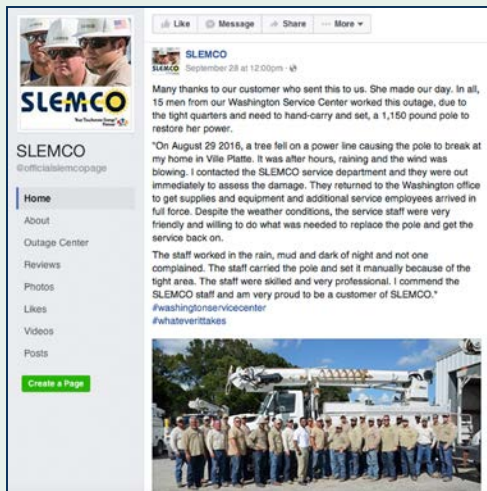 Like Message Share More
SLEMCO
September 28 at 12:00pm
Many thanks to our customer who sent this to us. She made our day. In all,
15 men from our Washington Service Center worked this outage, due to
the tight quarters and need to hand-carry and set, a 1,150 pound pole to
restore her power.
"On August 29 2016, a tree fell on a power line causing the pole to break at
my home in Ville Platte. It was after hours, raining and the wind was
blowing. I contacted the SLEMCO service department and they were out
immediately to assess the damage. They returned to the Washington office
to get supplies and equipment and additional service employees arrived in
full force. Despite the weather conditions, the service staff were very
friendly and willing to do what was needed to replace the pole and get the
service back on.
The staff worked in the rain, mud and dark of night and not one
complained. The staff carried the pole and set it manually because of the
tight area. The staff were skilled and very professional. I commend the
SLEMCO staff and am very proud to be a customer of SLEMCO."
#washingtonservicecenter
#whateverittakes
SLEMCO
SLEMCO
@officialslemcopage
Home
About
Outage Center
Reviews
Photos
Likes
Videos
Posts
Create a Page